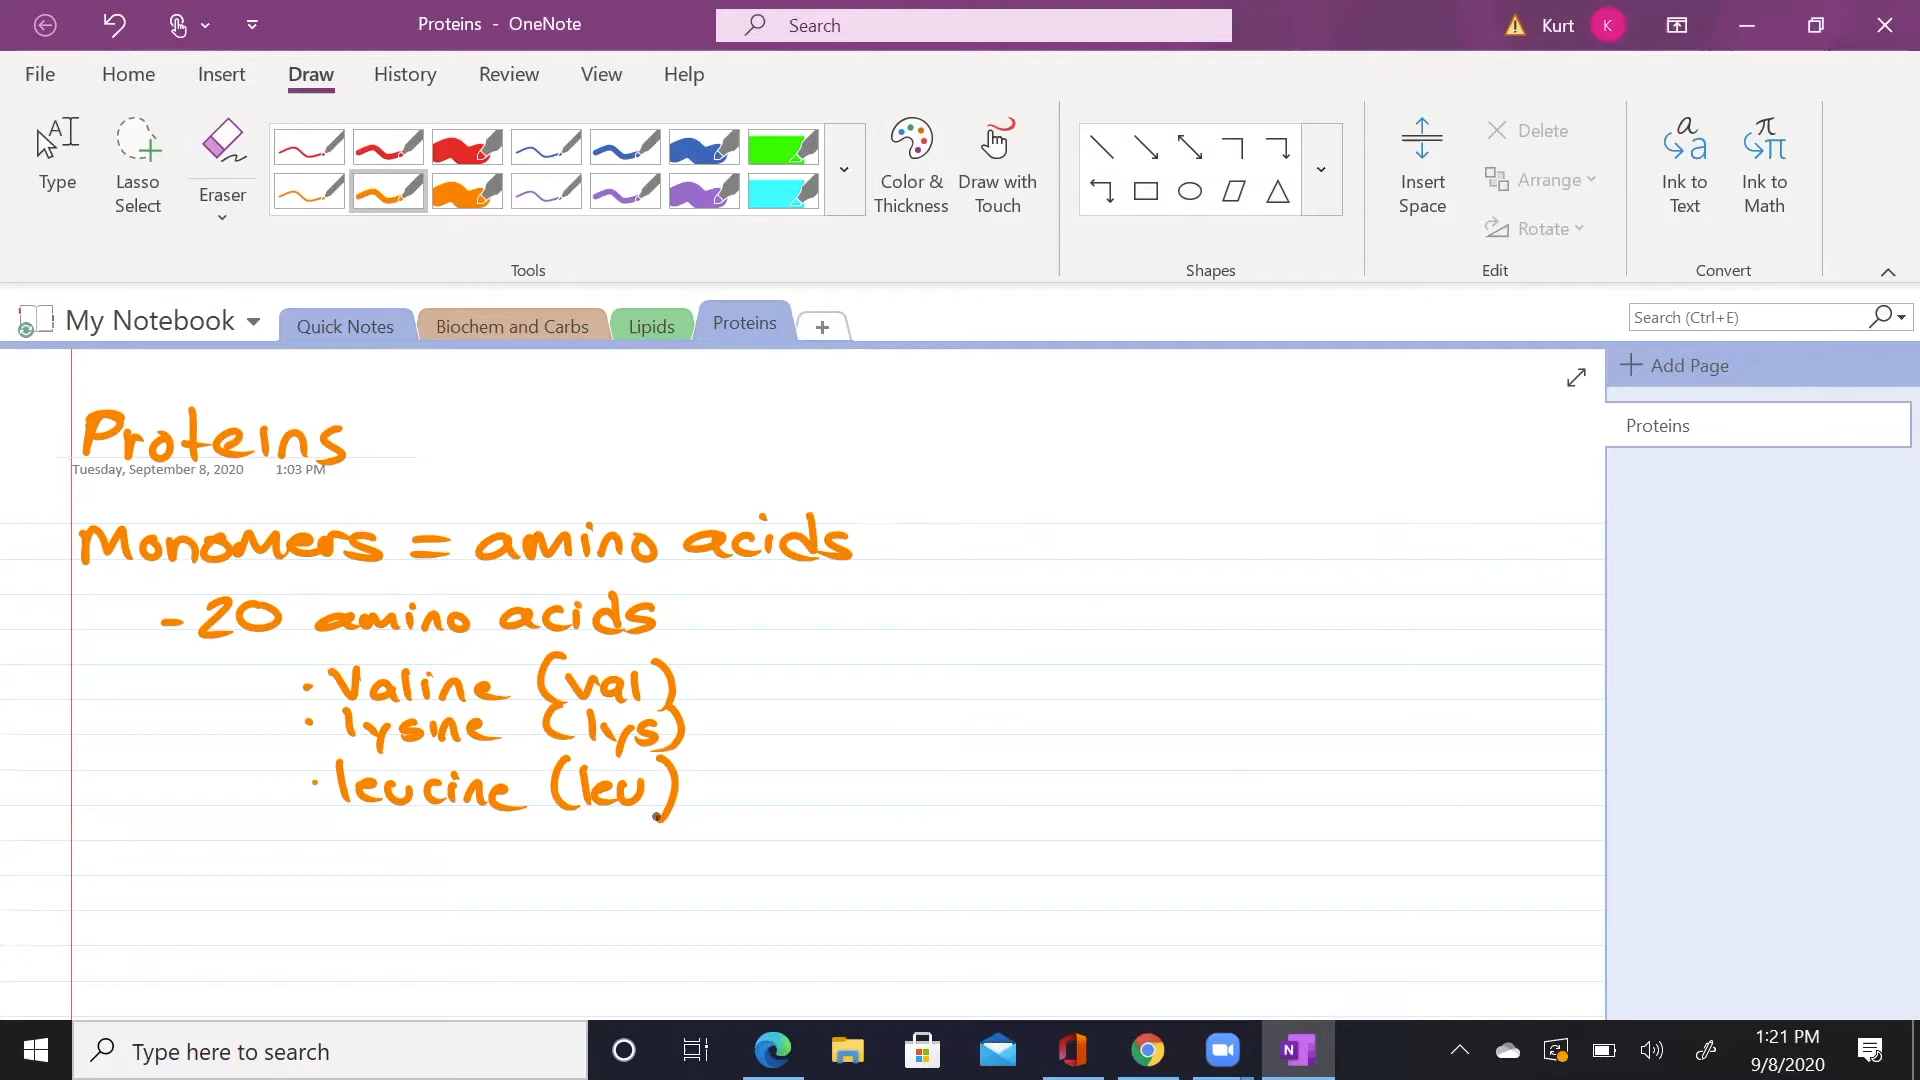 Proteins - OneNote
Search
Kurt
K
File Home Insert Draw History Review View Help
Type
Lasso Select
Eraser
Color & Thickness
Draw with Touch
Insert Space
Delete
Arrange
Rotate
Ink to Text
Ink to Math
Tools
Shapes
Edit
Convert
My Notebook
Quick Notes
Biochem and Carbs
Lipids
Proteins
Search (Ctrl+E)
Add Page
Proteins
Proteins
Tuesday, September 8, 2020 1:03 PM
Monomers = amino acids
- 20 amino acids
· Valine (val)
· lysine (lys)
· leucine (leu)
Type here to search
1:21 PM
9/8/2020